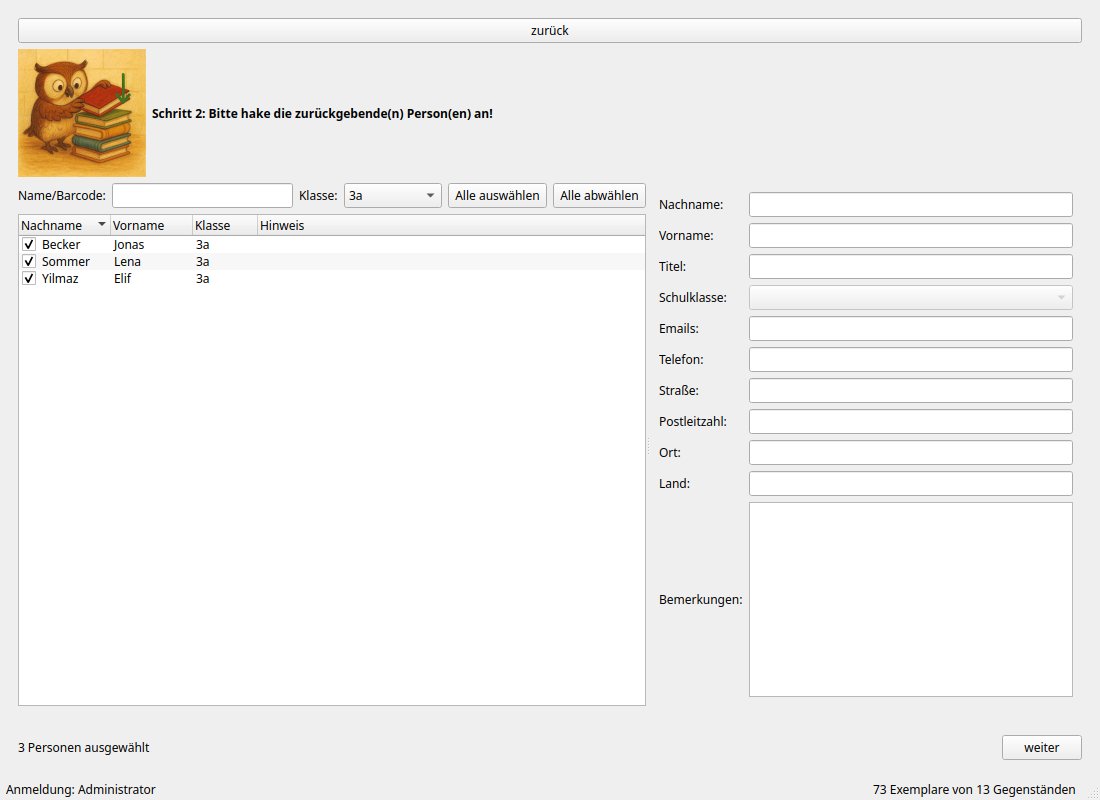 zurück
Schritt 2: Bitte hake die zurückgebende(n) Person(en) an!
Name/Barcode: Klasse: 3a Alle auswählen Alle abwählen
Nachname Vorname Klasse Hinweis
Becker Jonas 3a
Sommer Lena 3a
Yilmaz Elif 3a
Nachname:
Vorname:
Titel:
Schulklasse:
Emails:
Telefon:
Straße:
Postleitzahl:
Ort:
Land:
Bemerkungen:
3 Personen ausgewählt weiter
Anmeldung: Administrator 73 Exemplare von 13 Gegenständen